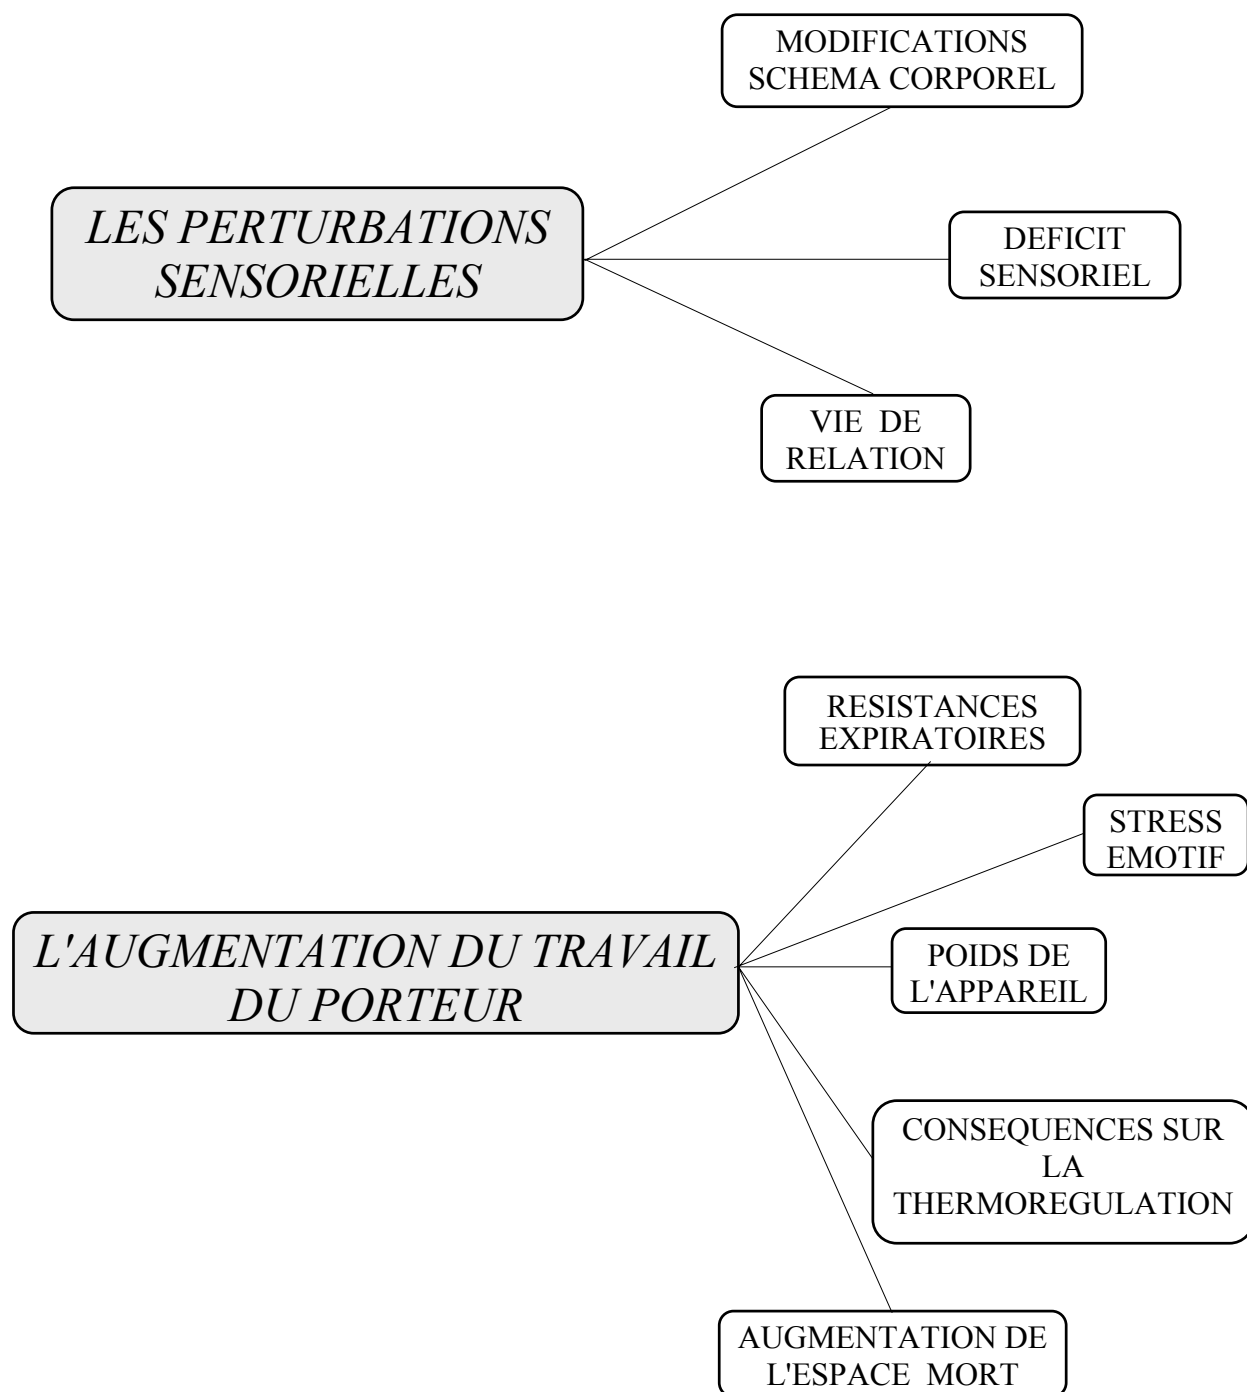 MODIFICATIONS
SCHEMA CORPOREL
LES PERTURBATIONS
SENSORIELLES
DEFICIT
SENSORIEL
VIE DE
RELATION
RESISTANCES
EXPIRATOIRES
STRESS
EMOTIF
L'AUGMENTATION DU TRAVAIL
DU PORTEUR
POIDS DE
L'APPAREIL
CONSEQUENCES SUR
LA
THERMOREGULATION
AUGMENTATION DE
L'ESPACE MORT